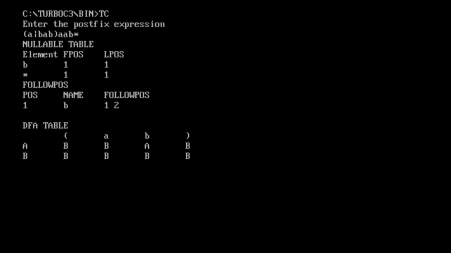 C:\TURBOC3\BIN>TC
Enter the postfix expression
(a|bab)aab*
NULLABLE TABLE
Element FPOS LPOS
b 1 1
* 1 1
FOLLOWPOS
POS NAME FOLLOWPOS
1 b 1 2
DFA TABLE
( a b )
A B B A B
B B B B B